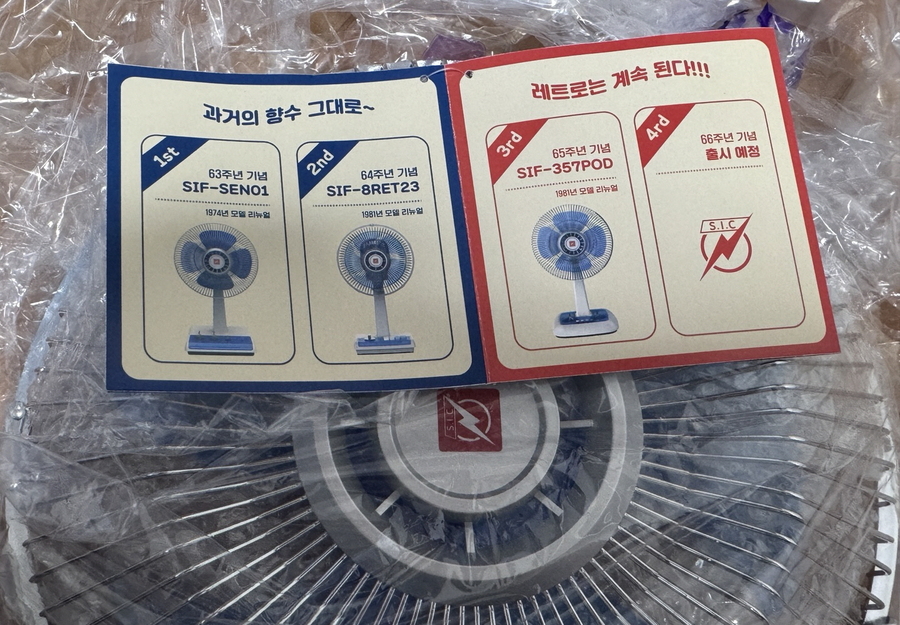 과거의 향수 그대로~
1st
63주년 기념
SIF-SEN01
1974년 모델 리뉴얼
2nd
64주년 기념
SIF-8RET23
1981년 모델 리뉴얼
레트로는 계속 된다!!!
3rd
65주년 기념
SIF-357POD
1981년 모델 리뉴얼
4rd
66주년 기념
출시 예정
S.I.C
S.I.C